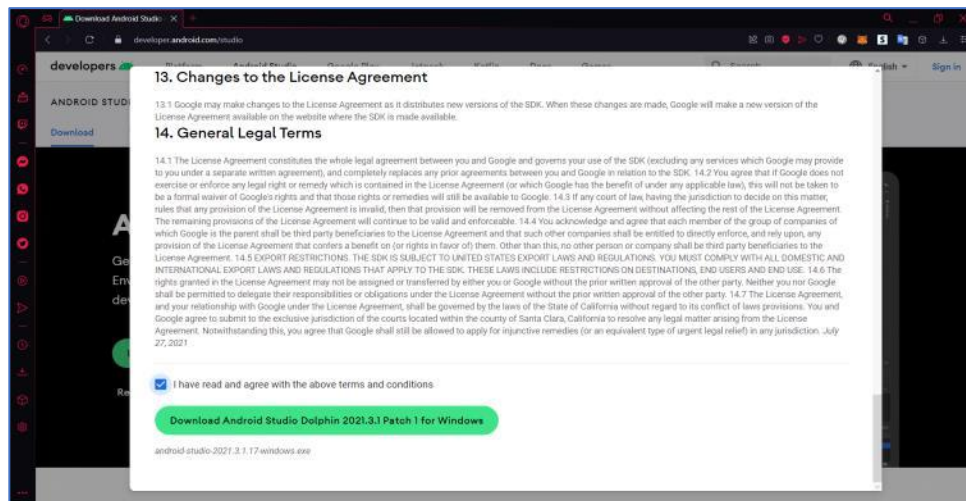 Download Android Studio
developer.android.com/studio
developers
English
Sign in
ANDROID STUDI
Download
13. Changes to the License Agreement
13.1 Google may make changes to the License Agreement as it distributes new versions of the SDK. When these changes are made, Google will make a new version of the
License Agreement available on the website where the SDK is made available.
14. General Legal Terms
14.1 The License Agreement constitutes the whole legal agreement between you and Google and governs your use of the SDK (excluding any services which Google may provide
to you under a separate written agreement), and completely replaces any prior agreements between you and Google in relation to the SDK. 14.2 You agree that if Google does not
exercise or enforce any legal right or remedy which is contained in the License Agreement (or which Google has the benefit of under any applicable law), this will not be taken to
be a formal waiver of Google's rights and that those rights or remedies will still be available to Google. 14.3 If any court of law, having the jurisdiction to decide on this matter,
rules that any provision of the License Agreement is invalid, then that provision will be removed from the License Agreement without affecting the rest of the License Agreement.
The remaining provisions of the License Agreement will continue to be valid and enforceable. 14.4 You acknowledge and agree that each member of the group of companies of
which Google is the parent shall be third party beneficiaries to the License Agreement and that such other companies shall be entitled to directly enforce, and rely upon, any
provision of the License Agreement that confers a benefit on (or rights in favor of) them. Other than this, no other person or company shall be third party beneficiaries to the
License Agreement. 14.5 EXPORT RESTRICTIONS. THE SDK IS SUBJECT TO UNITED STATES EXPORT LAWS AND REGULATIONS. YOU MUST COMPLY WITH ALL DOMESTIC AND
INTERNATIONAL EXPORT LAWS AND REGULATIONS THAT APPLY TO THE SDK. THESE LAWS INCLUDE RESTRICTIONS ON DESTINATIONS, END USERS AND END USE. 14.6 The
rights granted in the License Agreement may not be assigned or transferred by either you or Google without the prior written approval of the other party. Neither you nor Google
shall be permitted to delegate their responsibilities or obligations under the License Agreement without the prior written approval of the other party. 14.7 The License Agreement,
and your relationship with Google under the License Agreement, shall be governed by the laws of the State of California without regard to its conflict of laws provisions. You and
Google agree to submit to the exclusive jurisdiction of the courts located within the county of Santa Clara, California to resolve any legal matter arising from the License
Agreement. Notwithstanding this, you agree that Google shall still be allowed to apply for injunctive remedies (or an equivalent type of urgent legal relief) in any jurisdiction. July
27, 2021
A
Ge
Env
dev
Re
I have read and agree with the above terms and conditions
Download Android Studio Dolphin 2021.3.1 Patch 1 for Windows
android-studio-2021.3.1.17-windows.exe